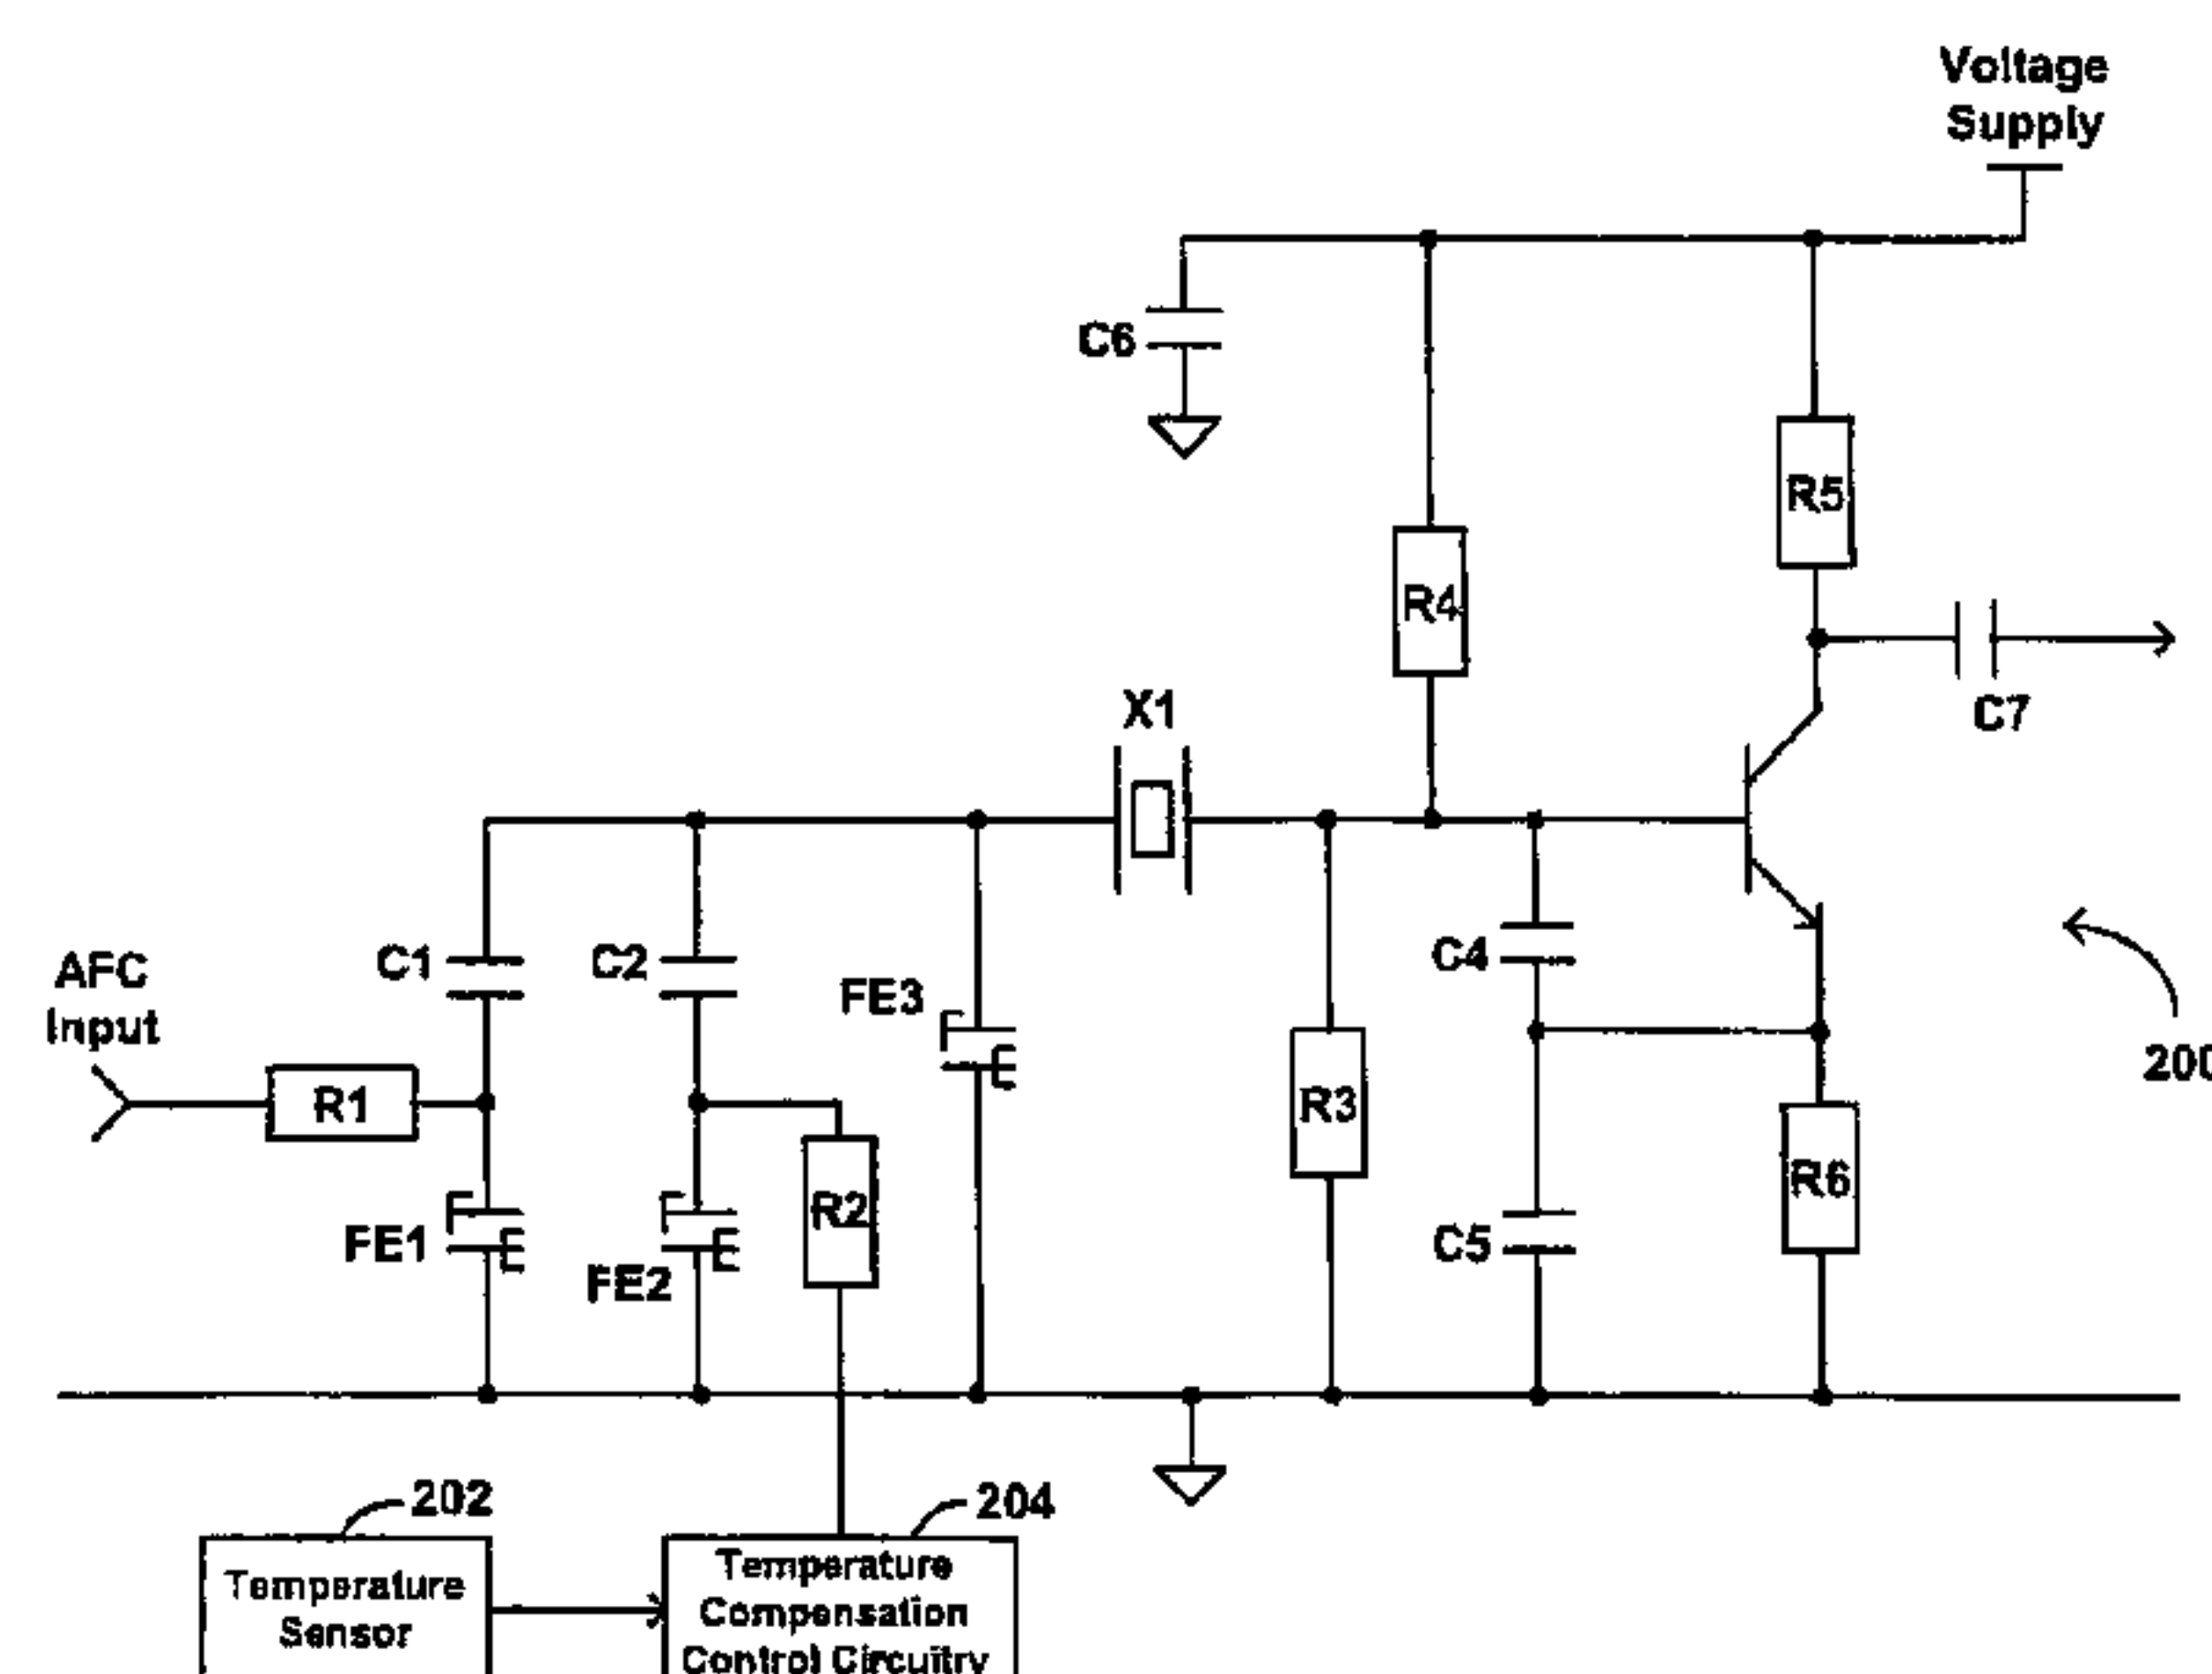 Voltage
Supply
C6
R5
R4
X1
C7
AFC
Input
C1
C2
FE3
C4
R1
R3
200
R2
R6
FE1
FE2
C5
202
204
Temperature
Sensor
Temperature
Compensation
Control Circuitry